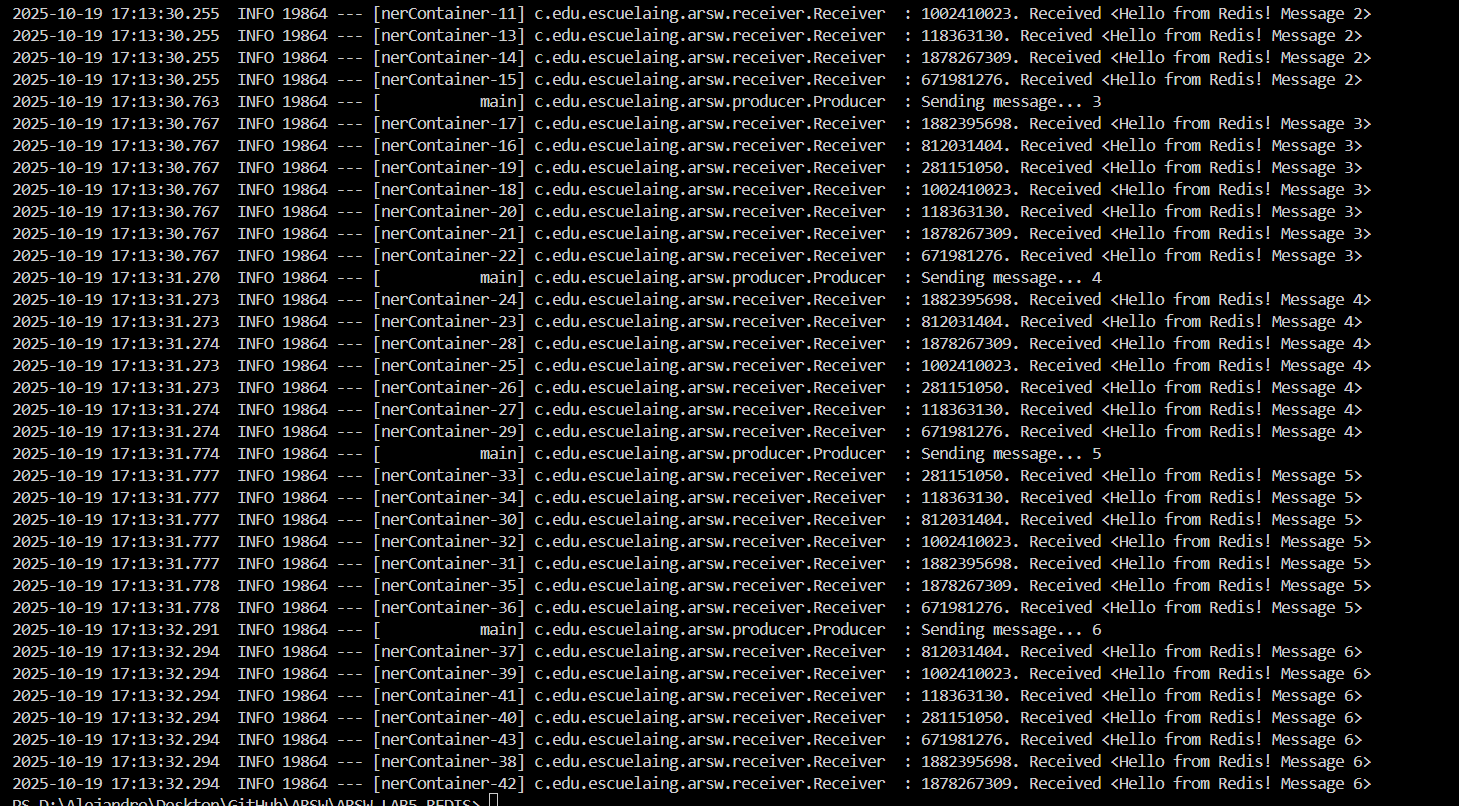 2025-10-19 17:13:30.255  INFO 19864 --- [nerContainer-11] c.edu.escuelaing.arsw.receiver.Receiver  : 1002410023. Received <Hello from Redis! Message 2>
2025-10-19 17:13:30.255  INFO 19864 --- [nerContainer-13] c.edu.escuelaing.arsw.receiver.Receiver  : 118363130. Received <Hello from Redis! Message 2>
2025-10-19 17:13:30.255  INFO 19864 --- [nerContainer-14] c.edu.escuelaing.arsw.receiver.Receiver  : 1878267309. Received <Hello from Redis! Message 2>
2025-10-19 17:13:30.255  INFO 19864 --- [nerContainer-15] c.edu.escuelaing.arsw.receiver.Receiver  : 671981276. Received <Hello from Redis! Message 2>
2025-10-19 17:13:30.763  INFO 19864 --- [           main] c.edu.escuelaing.arsw.producer.Producer  : Sending message... 3
2025-10-19 17:13:30.767  INFO 19864 --- [nerContainer-17] c.edu.escuelaing.arsw.receiver.Receiver  : 1882395698. Received <Hello from Redis! Message 3>
2025-10-19 17:13:30.767  INFO 19864 --- [nerContainer-16] c.edu.escuelaing.arsw.receiver.Receiver  : 812031404. Received <Hello from Redis! Message 3>
2025-10-19 17:13:30.767  INFO 19864 --- [nerContainer-19] c.edu.escuelaing.arsw.receiver.Receiver  : 281151050. Received <Hello from Redis! Message 3>
2025-10-19 17:13:30.767  INFO 19864 --- [nerContainer-18] c.edu.escuelaing.arsw.receiver.Receiver  : 1002410023. Received <Hello from Redis! Message 3>
2025-10-19 17:13:30.767  INFO 19864 --- [nerContainer-20] c.edu.escuelaing.arsw.receiver.Receiver  : 118363130. Received <Hello from Redis! Message 3>
2025-10-19 17:13:30.767  INFO 19864 --- [nerContainer-21] c.edu.escuelaing.arsw.receiver.Receiver  : 1878267309. Received <Hello from Redis! Message 3>
2025-10-19 17:13:30.767  INFO 19864 --- [nerContainer-22] c.edu.escuelaing.arsw.receiver.Receiver  : 671981276. Received <Hello from Redis! Message 3>
2025-10-19 17:13:31.270  INFO 19864 --- [           main] c.edu.escuelaing.arsw.producer.Producer  : Sending message... 4
2025-10-19 17:13:31.273  INFO 19864 --- [nerContainer-24] c.edu.escuelaing.arsw.receiver.Receiver  : 1882395698. Received <Hello from Redis! Message 4>
2025-10-19 17:13:31.273  INFO 19864 --- [nerContainer-23] c.edu.escuelaing.arsw.receiver.Receiver  : 812031404. Received <Hello from Redis! Message 4>
2025-10-19 17:13:31.274  INFO 19864 --- [nerContainer-28] c.edu.escuelaing.arsw.receiver.Receiver  : 1878267309. Received <Hello from Redis! Message 4>
2025-10-19 17:13:31.273  INFO 19864 --- [nerContainer-25] c.edu.escuelaing.arsw.receiver.Receiver  : 1002410023. Received <Hello from Redis! Message 4>
2025-10-19 17:13:31.273  INFO 19864 --- [nerContainer-26] c.edu.escuelaing.arsw.receiver.Receiver  : 281151050. Received <Hello from Redis! Message 4>
2025-10-19 17:13:31.274  INFO 19864 --- [nerContainer-27] c.edu.escuelaing.arsw.receiver.Receiver  : 118363130. Received <Hello from Redis! Message 4>
2025-10-19 17:13:31.274  INFO 19864 --- [nerContainer-29] c.edu.escuelaing.arsw.receiver.Receiver  : 671981276. Received <Hello from Redis! Message 4>
2025-10-19 17:13:31.774  INFO 19864 --- [           main] c.edu.escuelaing.arsw.producer.Producer  : Sending message... 5
2025-10-19 17:13:31.777  INFO 19864 --- [nerContainer-33] c.edu.escuelaing.arsw.receiver.Receiver  : 281151050. Received <Hello from Redis! Message 5>
2025-10-19 17:13:31.777  INFO 19864 --- [nerContainer-34] c.edu.escuelaing.arsw.receiver.Receiver  : 118363130. Received <Hello from Redis! Message 5>
2025-10-19 17:13:31.777  INFO 19864 --- [nerContainer-30] c.edu.escuelaing.arsw.receiver.Receiver  : 812031404. Received <Hello from Redis! Message 5>
2025-10-19 17:13:31.777  INFO 19864 --- [nerContainer-32] c.edu.escuelaing.arsw.receiver.Receiver  : 1002410023. Received <Hello from Redis! Message 5>
2025-10-19 17:13:31.777  INFO 19864 --- [nerContainer-31] c.edu.escuelaing.arsw.receiver.Receiver  : 1882395698. Received <Hello from Redis! Message 5>
2025-10-19 17:13:31.778  INFO 19864 --- [nerContainer-35] c.edu.escuelaing.arsw.receiver.Receiver  : 1878267309. Received <Hello from Redis! Message 5>
2025-10-19 17:13:31.778  INFO 19864 --- [nerContainer-36] c.edu.escuelaing.arsw.receiver.Receiver  : 671981276. Received <Hello from Redis! Message 5>
2025-10-19 17:13:32.291  INFO 19864 --- [           main] c.edu.escuelaing.arsw.producer.Producer  : Sending message... 6
2025-10-19 17:13:32.294  INFO 19864 --- [nerContainer-37] c.edu.escuelaing.arsw.receiver.Receiver  : 812031404. Received <Hello from Redis! Message 6>
2025-10-19 17:13:32.294  INFO 19864 --- [nerContainer-39] c.edu.escuelaing.arsw.receiver.Receiver  : 1002410023. Received <Hello from Redis! Message 6>
2025-10-19 17:13:32.294  INFO 19864 --- [nerContainer-41] c.edu.escuelaing.arsw.receiver.Receiver  : 118363130. Received <Hello from Redis! Message 6>
2025-10-19 17:13:32.294  INFO 19864 --- [nerContainer-40] c.edu.escuelaing.arsw.receiver.Receiver  : 281151050. Received <Hello from Redis! Message 6>
2025-10-19 17:13:32.294  INFO 19864 --- [nerContainer-43] c.edu.escuelaing.arsw.receiver.Receiver  : 671981276. Received <Hello from Redis! Message 6>
2025-10-19 17:13:32.294  INFO 19864 --- [nerContainer-38] c.edu.escuelaing.arsw.receiver.Receiver  : 1882395698. Received <Hello from Redis! Message 6>
2025-10-19 17:13:32.294  INFO 19864 --- [nerContainer-42] c.edu.escuelaing.arsw.receiver.Receiver  : 1878267309. Received <Hello from Redis! Message 6>
PS D:\Alejandro\Desktop\GitHub\ARSW\ARSW-LAB5-REDIS>